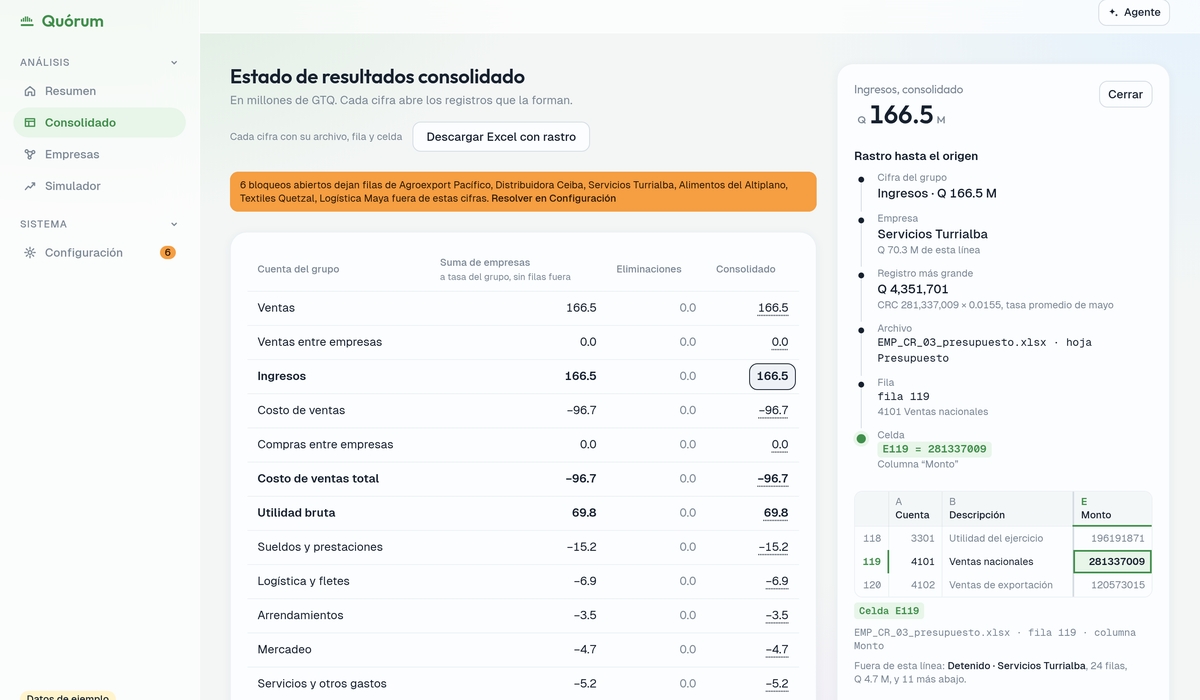 Quórum
Agente
ANÁLISIS
Resumen
Consolidado
Empresas
Simulador
SISTEMA
Configuración 6
Datos de ejemplo
Estado de resultados consolidado
En millones de GTQ. Cada cifra abre los registros que la forman.
Cada cifra con su archivo, fila y celda
Descargar Excel con rastro
6 bloqueos abiertos dejan filas de Agroexport Pacífico, Distribuidora Ceiba, Servicios Turrialba, Alimentos del Altiplano,
Textiles Quetzal, Logística Maya fuera de estas cifras. Resolver en Configuración
Cuenta del grupo Suma de empresas Eliminaciones Consolidado
a tasa del grupo, sin filas fuera
Ventas 166.5 0.0 166.5
Ventas entre empresas 0.0 0.0 0.0
Ingresos 166.5 0.0 166.5
Costo de ventas −96.7 0.0 −96.7
Compras entre empresas 0.0 0.0 0.0
Costo de ventas total −96.7 0.0 −96.7
Utilidad bruta 69.8 0.0 69.8
Sueldos y prestaciones −15.2 0.0 −15.2
Logística y fletes −6.9 0.0 −6.9
Arrendamientos −3.5 0.0 −3.5
Mercadeo −4.7 0.0 −4.7
Servicios y otros gastos −5.2 0.0 −5.2
Ingresos, consolidado
Q 166.5 M
Cerrar
Rastro hasta el origen
Cifra del grupo
Ingresos · Q 166.5 M
Empresa
Servicios Turrialba
Q 70.3 M de esta línea
Registro más grande
Q 4,351,701
CRC 281,337,009 × 0.0155, tasa promedio de mayo
Archivo
EMP_CR_03_presupuesto.xlsx · hoja
Presupuesto
Fila
fila 119
4101 Ventas nacionales
Celda
E119 = 281337009
Columna “Monto”
A B E
Cuenta Descripción Monto
118 3301 Utilidad del ejercicio 196191871
119 4101 Ventas nacionales 281337009
120 4102 Ventas de exportación 120573015
Celda E119
EMP_CR_03_presupuesto.xlsx · fila 119 · columna
Monto
Fuera de esta línea: Detenido · Servicios Turrialba, 24 filas,
Q 4.7 M, y 11 más abajo.